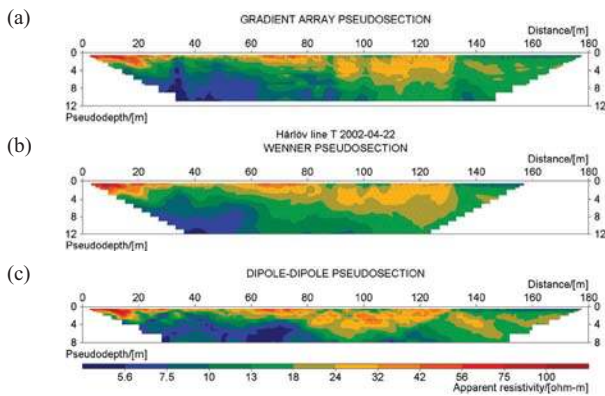 (a)
GRADIENT ARRAY PSEUDOSECTION
Distance/[m]
0 20 40 60 80 100 120 140 160 180
0 0
4 4
8 8
12 12
Pseudodepth/[m]
(b)
Härlöv line T 2002-04-22
WENNER PSEUDOSECTION
Distance/[m]
0 20 40 60 80 100 120 140 160 180
0 0
4 4
8 8
12 12
Pseudodepth/[m]
(c)
DIPOLE-DIPOLE PSEUDOSECTION
Distance/[m]
0 20 40 60 80 100 120 140 160 180
0 0
4 4
8 8
Pseudodepth/[m]
5.6 7.5 10 13 18 24 32 42 56 75 100
Apparent resistivity/[ohm-m]